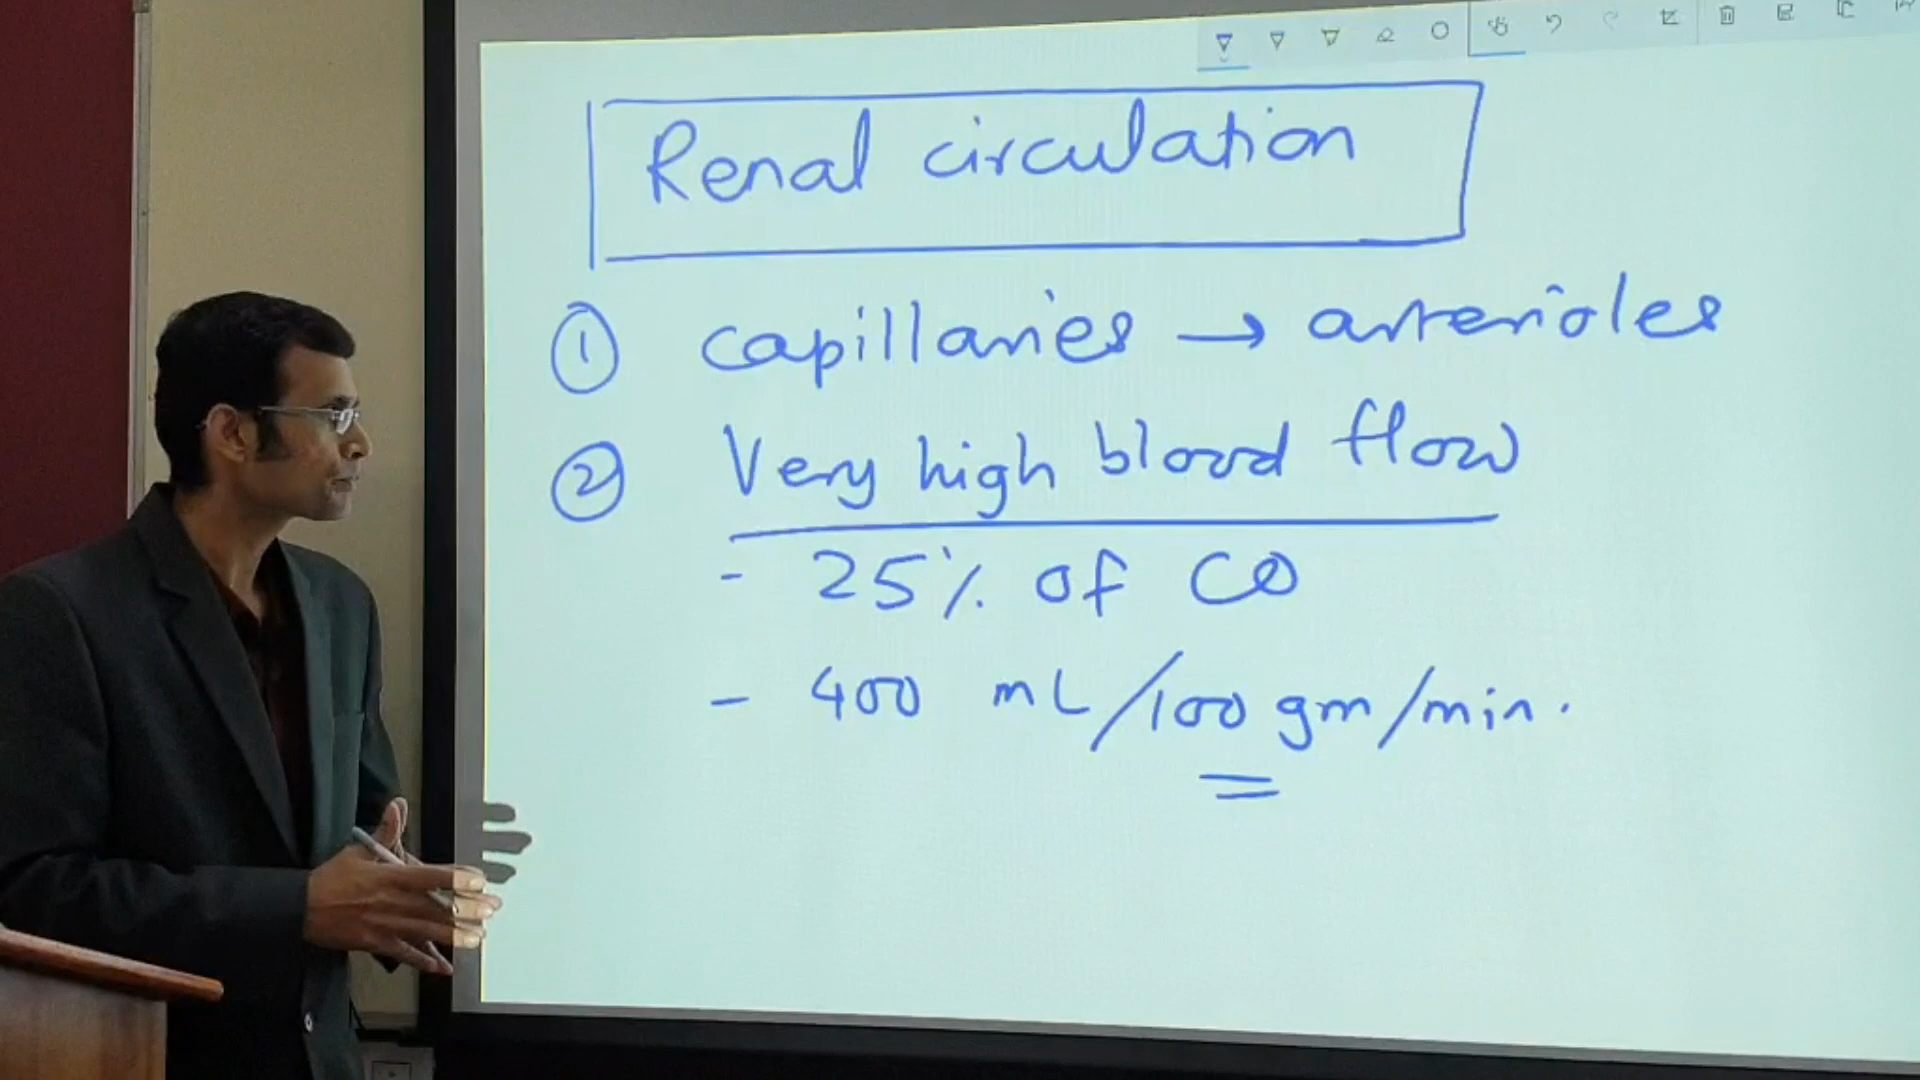 Renal circulation
① capillaries → arterioles
② Very high blood flow
- 25% of CO
- 400 mL/100 gm/min.